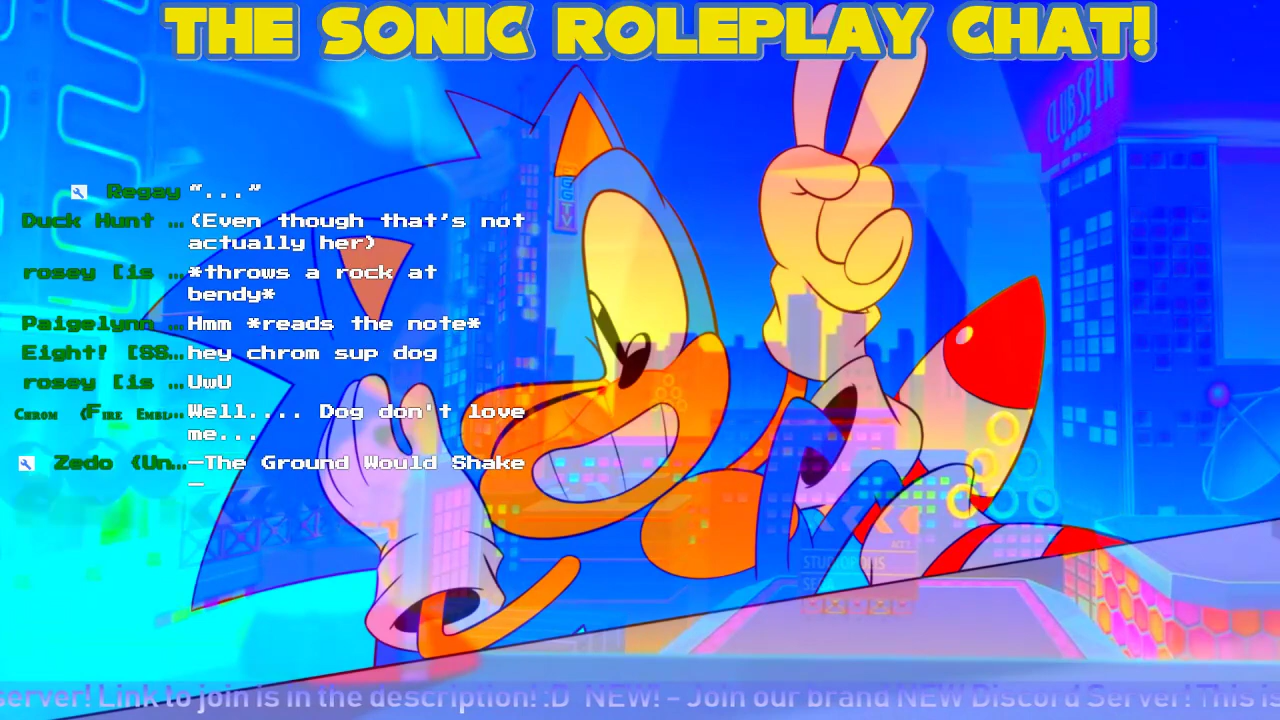 THE SONIC ROLEPLAY CHAT!
CLUB SPIN
Regay "..."
Duck Hunt ... (Even though that's not
actually her)
rosey [is ... *throws a rock at
bendy*
Paigelynn ... Hmm *reads the note*
Eight! [SS... hey chrom sup dog
rosey [is ... UwU
Chrom (Fire Embl... Well.... Dog don't love
me...
Zedo (Un... -The Ground Would Shake
-
server! Link to join is in the description! :D NEW! - Join our brand NEW Discord Server! This is